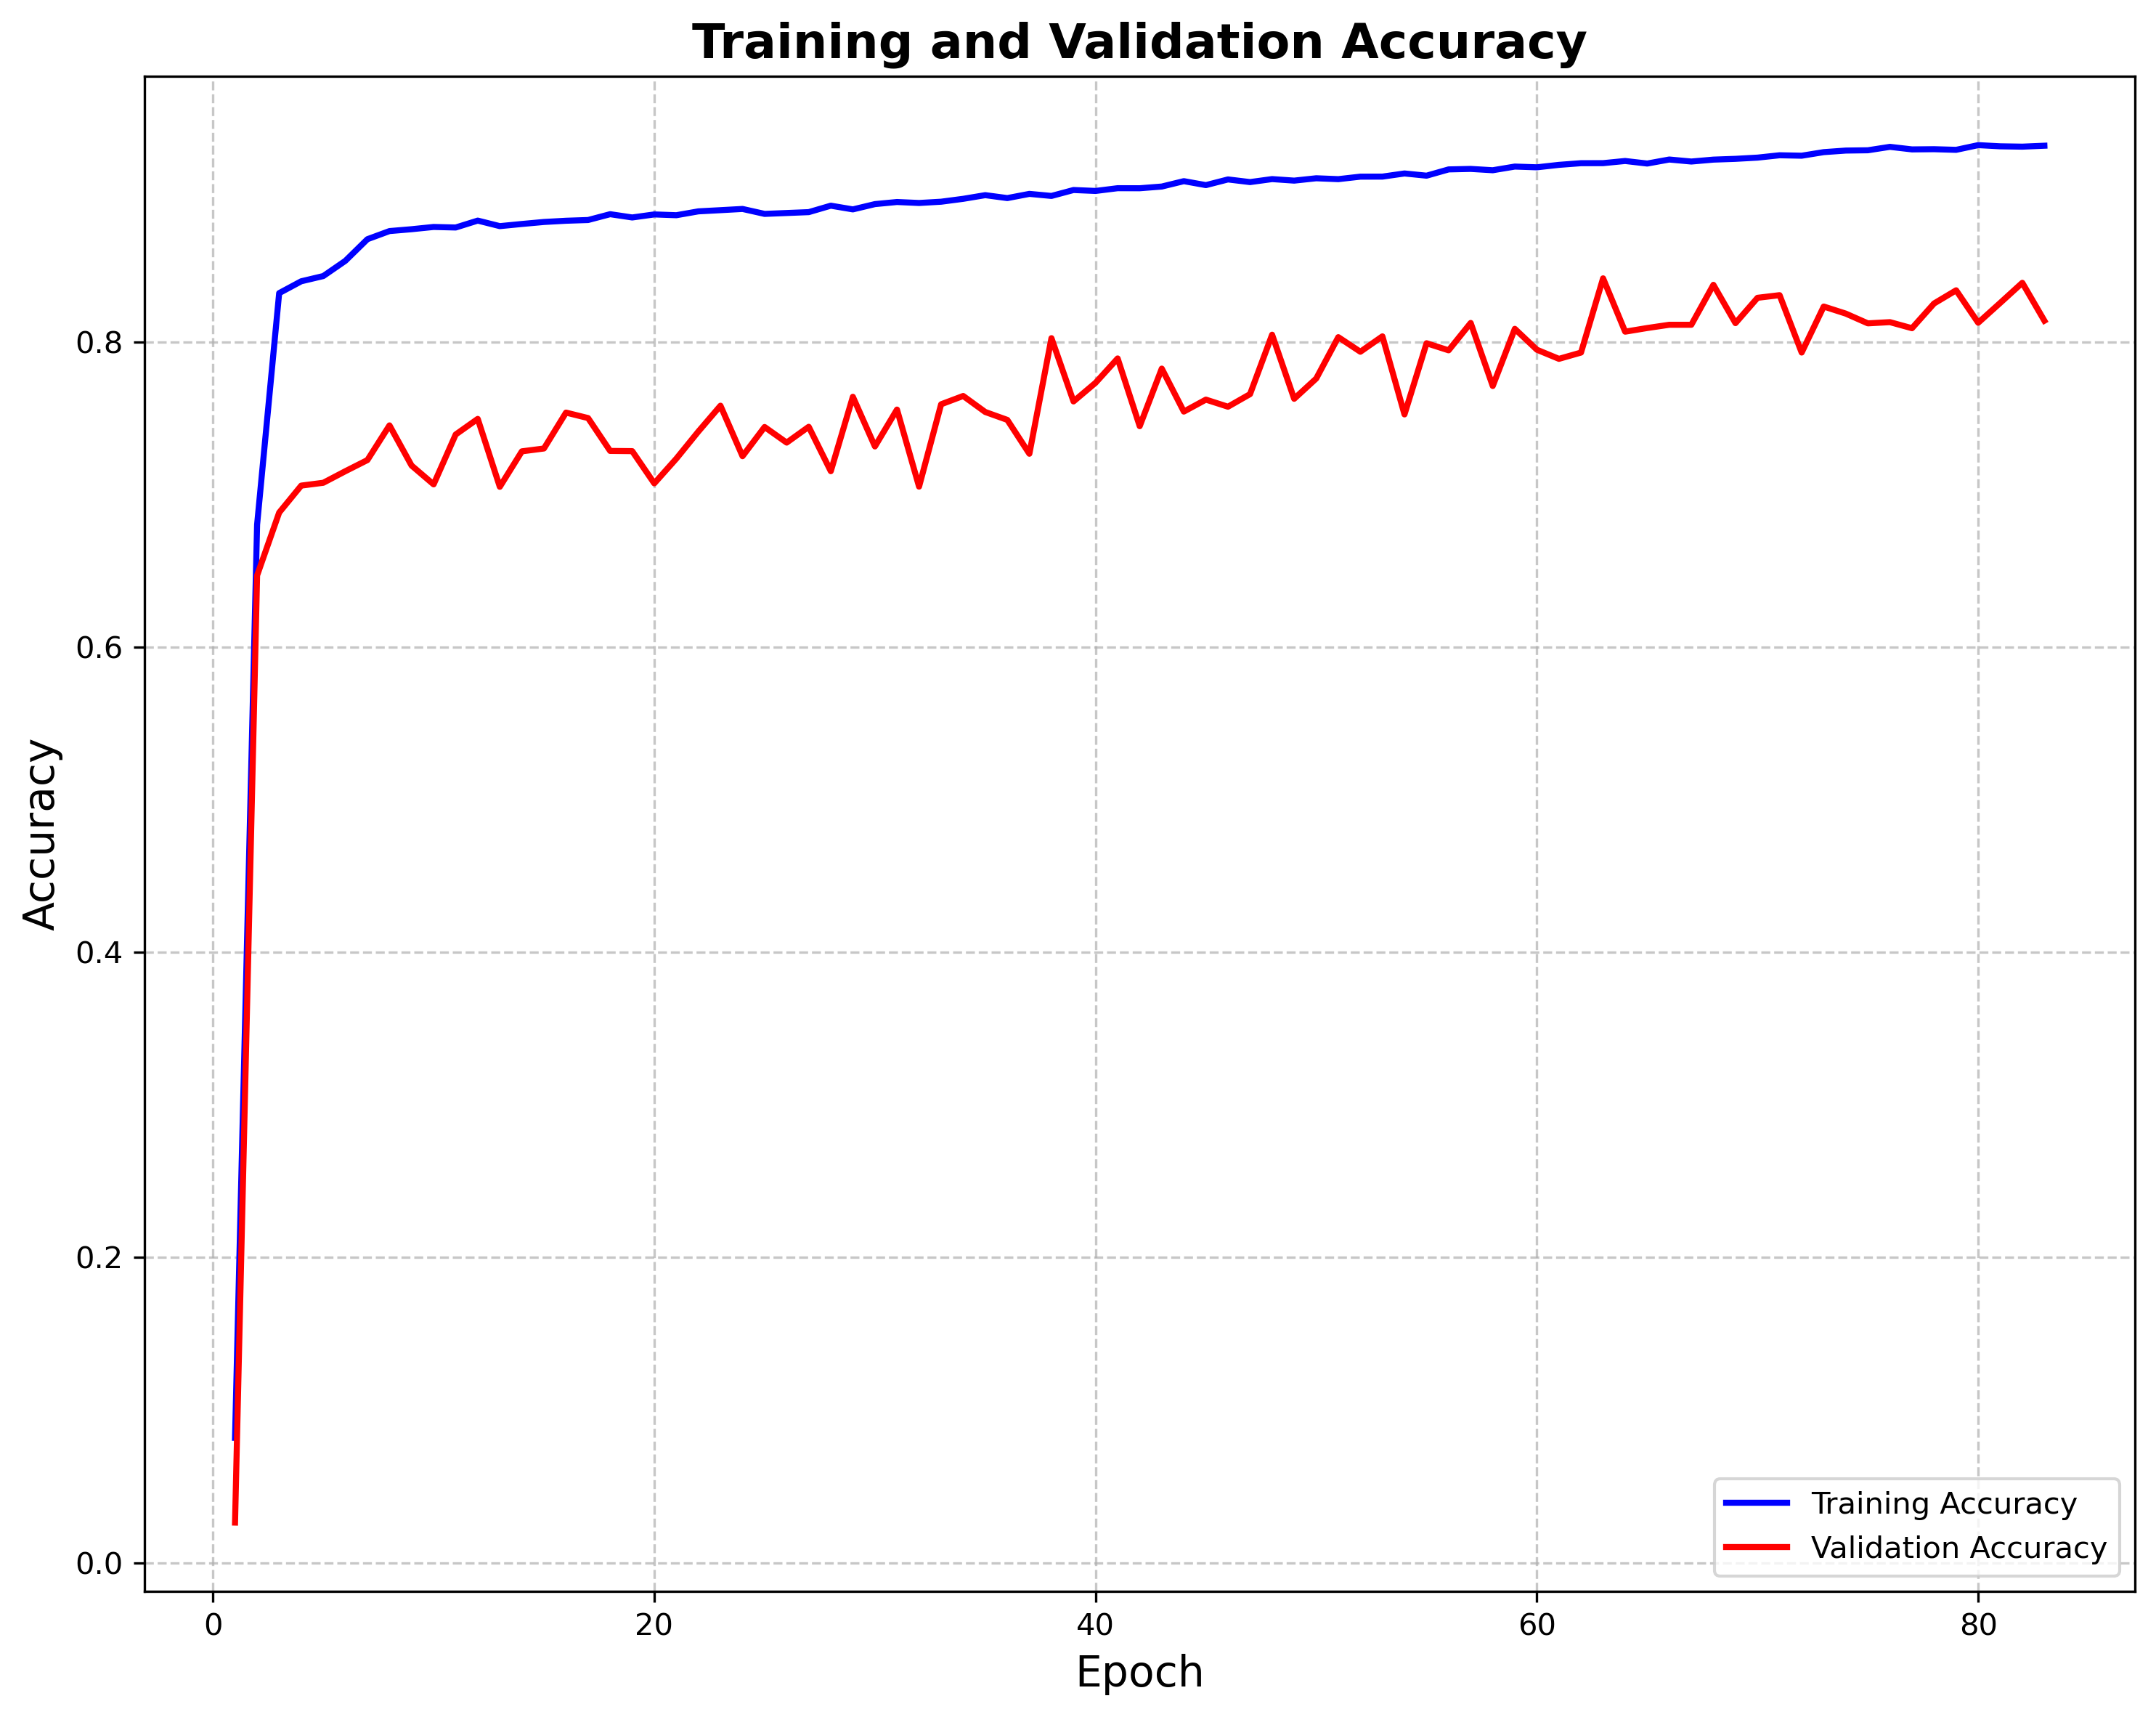 Training and Validation Accuracy
Accuracy
0.8
0.6
0.4
0.2
0.0
0 20 40 60 80
Epoch
Training Accuracy
Validation Accuracy